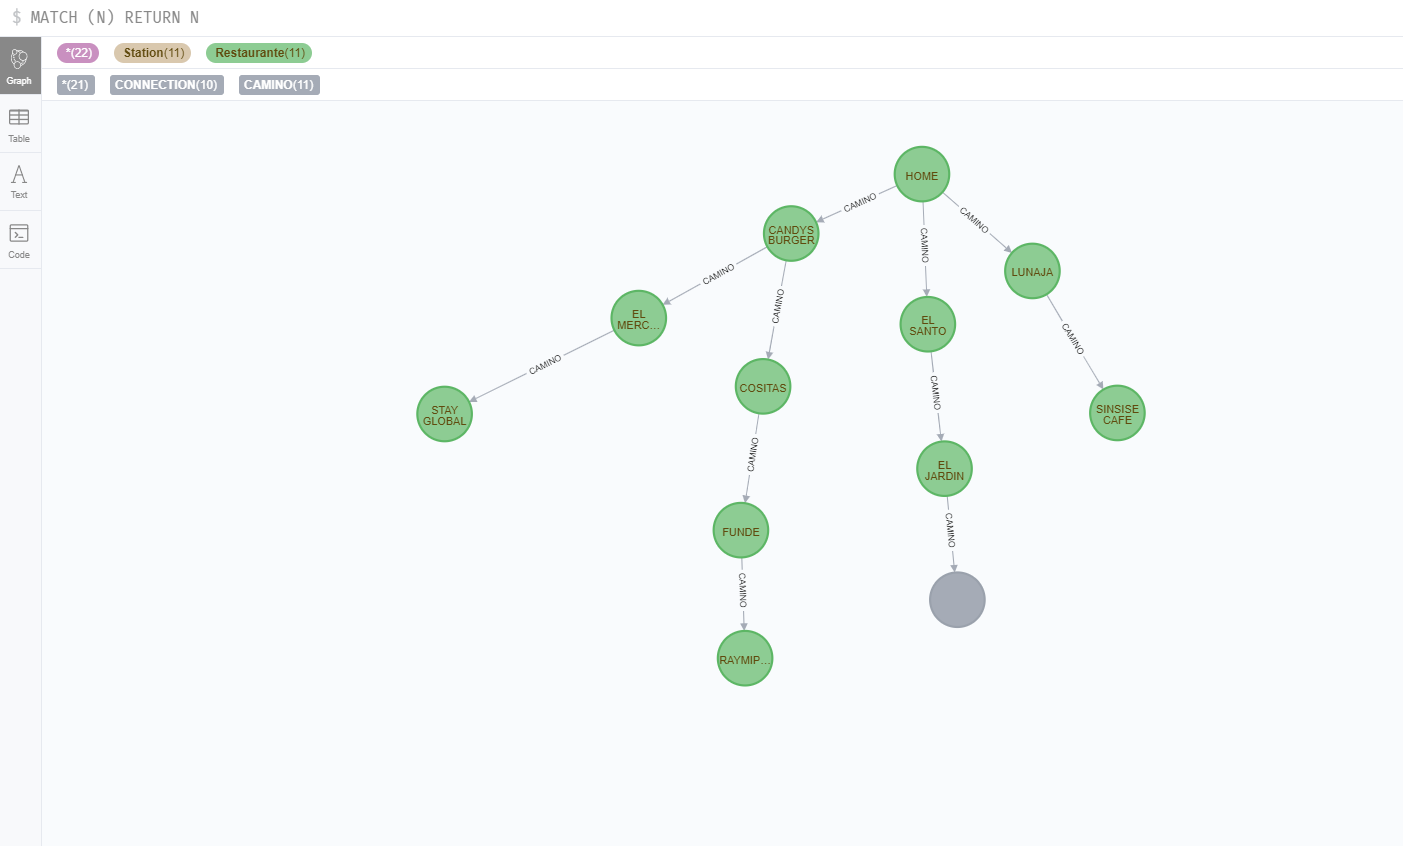 $ MATCH (N) RETURN N
*(22) Station(11) Restaurante(11)
*(21) CONNECTION(10) CAMINO(11)
Graph
Table
Text
Code
HOME
CAMINO
CAMINO
CAMINO
CANDYS
BURGER
LUNAJA
CAMINO
CAMINO
CAMINO
EL
MERC...
EL
SANTO
CAMINO
CAMINO
COSITAS
STAY
GLOBAL
SINSISE
CAFE
CAMINO
EL
JARDIN
FUNDE
CAMINO
CAMINO
RAYMIP...